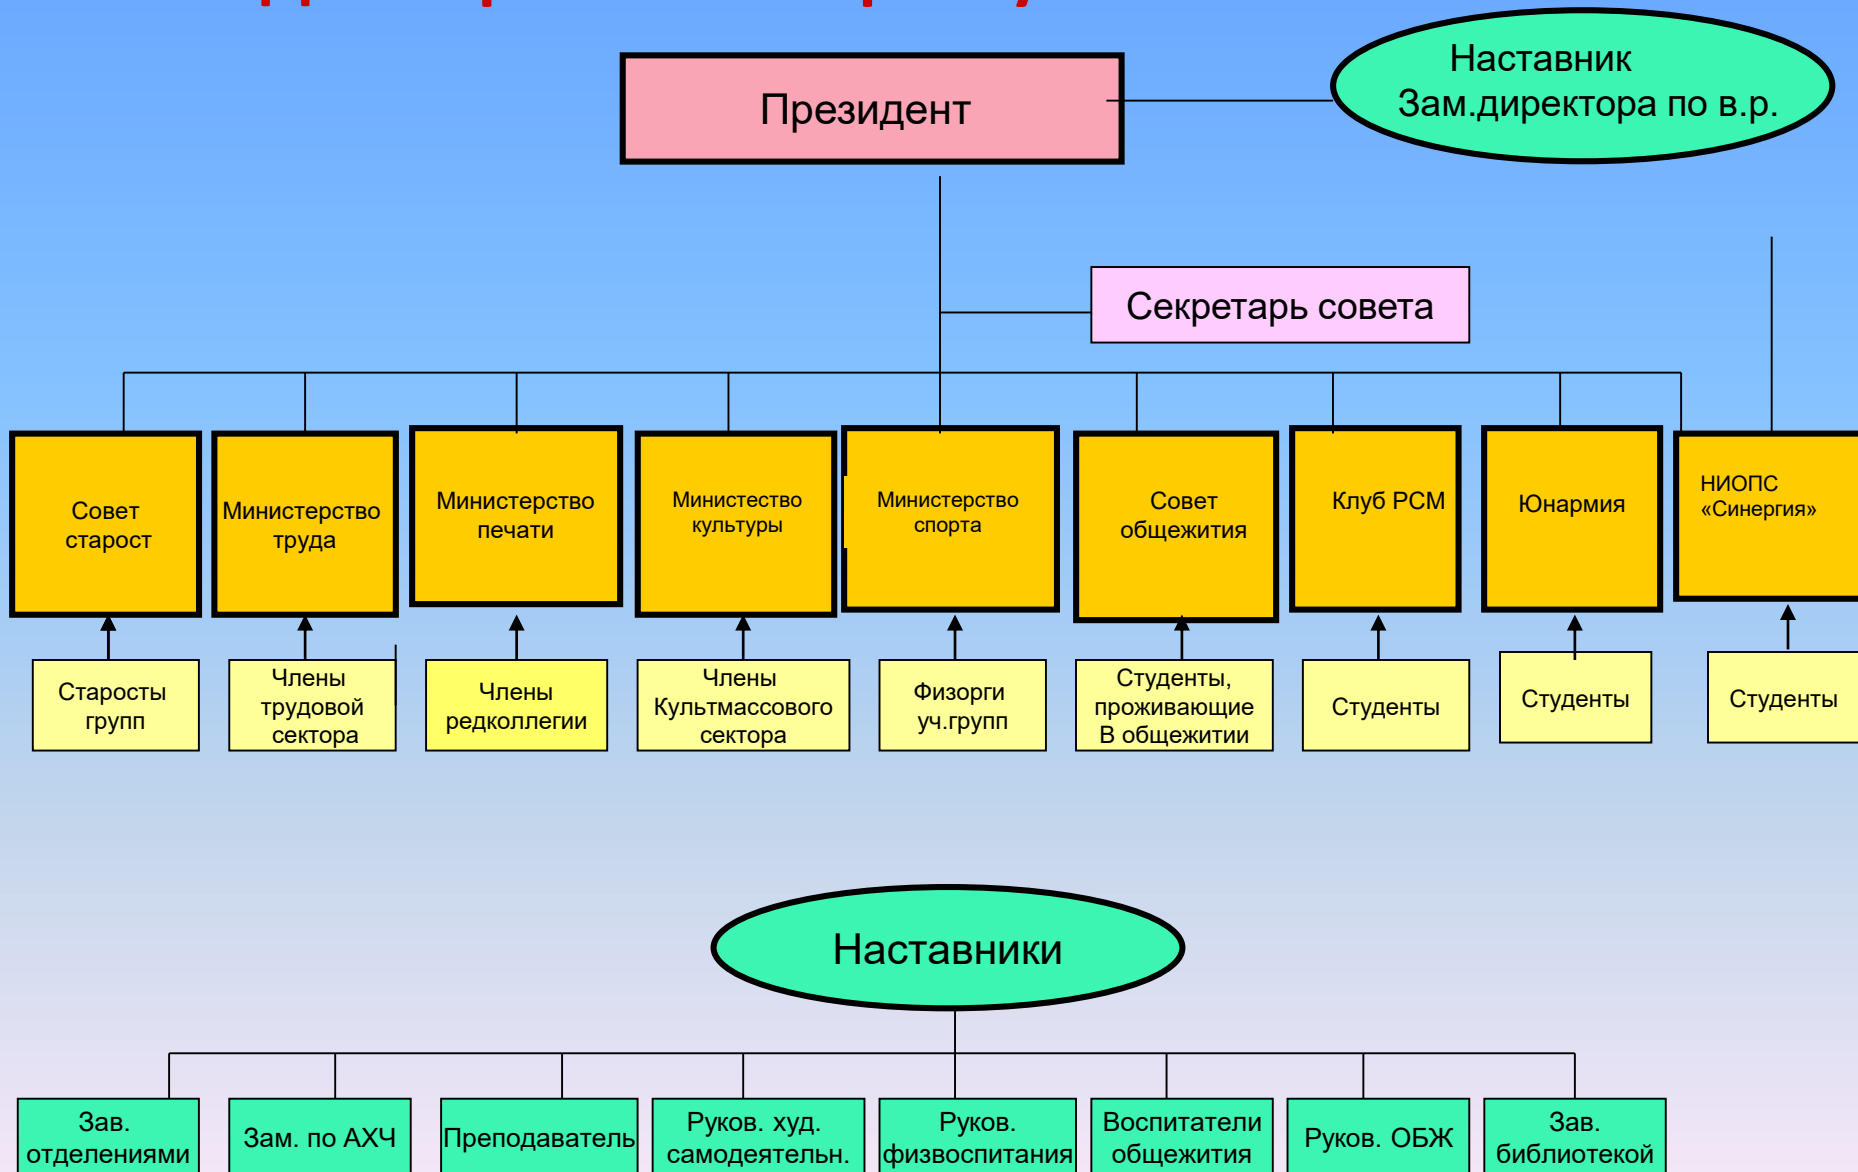 Президент
Наставник
Зам.директора по в.р.
Секретарь совета
Совет
старост
Министерство
труда
Министерство
печати
Министество
культуры
Министерство
спорта
Совет
общежития
Клуб РСМ
Юнармия
НИОПС
«Синергия»
Старосты
групп
Члены
трудовой
сектора
Члены
редколлегии
Члены
Культмассового
сектора
Физорги
уч.групп
Студенты,
проживающие
В общежитии
Студенты
Студенты
Студенты
Наставники
Зав.
отделениями
Зам. по АХЧ
Преподаватель
Руков. худ.
самодеятельн.
Руков.
физвоспитания
Воспитатели
общежития
Руков. ОБЖ
Зав.
библиотекой